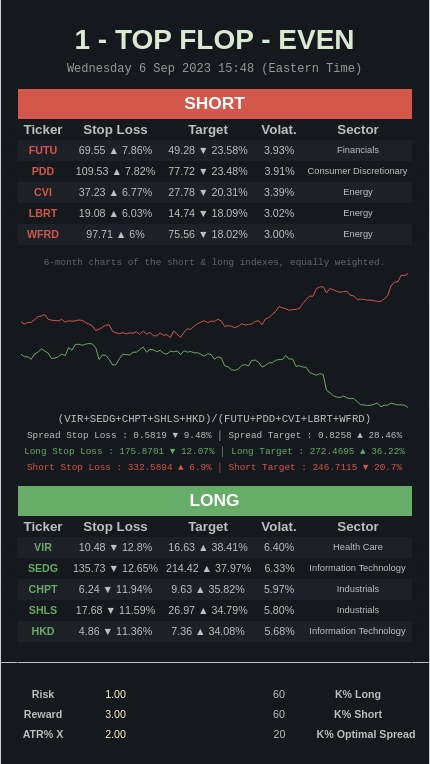 1 - TOP FLOP - EVEN
Wednesday 6 Sep 2023 15:48 (Eastern Time)
SHORT
Ticker Stop Loss Target Volat. Sector
FUTU 69.55 ▲ 7.86% 49.28 ▼ 23.58% 3.93% Financials
PDD 109.53 ▲ 7.82% 77.72 ▼ 23.48% 3.91% Consumer Discretionary
CVI 37.23 ▲ 6.77% 27.78 ▼ 20.31% 3.39% Energy
LBRT 19.08 ▲ 6.03% 14.74 ▼ 18.09% 3.02% Energy
WFRD 97.71 ▲ 6% 75.56 ▼ 18.02% 3.00% Energy
6-month charts of the short & long indexes, equally weighted.
(VIR+SEDG+CHPT+SHLS+HKD)/(FUTU+PDD+CVI+LBRT+WFRD)
Spread Stop Loss : 0.5819 ▼ 9.48% | Spread Target : 0.8258 ▲ 28.46%
Long Stop Loss : 175.8701 ▼ 12.07% | Long Target : 272.4695 ▲ 36.22%
Short Stop Loss : 332.5894 ▲ 6.9% | Short Target : 246.7115 ▼ 20.7%
LONG
Ticker Stop Loss Target Volat. Sector
VIR 10.48 ▼ 12.8% 16.63 ▲ 38.41% 6.40% Health Care
SEDG 135.73 ▼ 12.65% 214.42 ▲ 37.97% 6.33% Information Technology
CHPT 6.24 ▼ 11.94% 9.63 ▲ 35.82% 5.97% Industrials
SHLS 17.68 ▼ 11.59% 26.97 ▲ 34.79% 5.80% Industrials
HKD 4.86 ▼ 11.36% 7.36 ▲ 34.08% 5.68% Information Technology
Risk 1.00 60 K% Long
Reward 3.00 60 K% Short
ATR% X 2.00 20 K% Optimal Spread